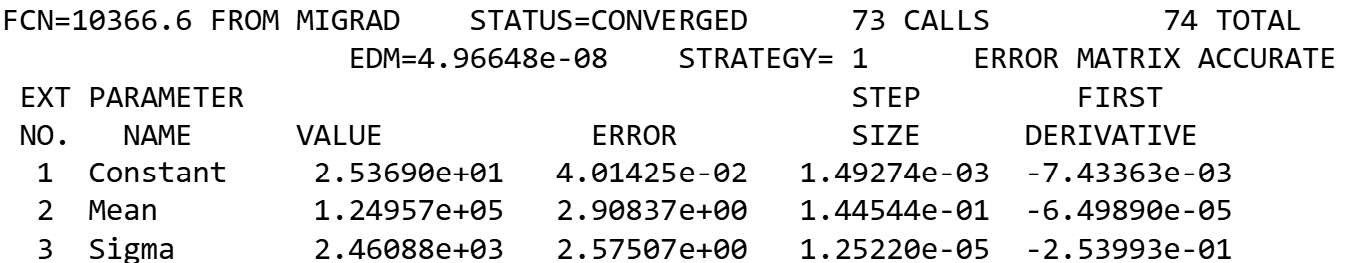 FCN=10366.6 FROM MIGRAD    STATUS=CONVERGED      73 CALLS          74 TOTAL
EDM=4.96648e-08    STRATEGY= 1      ERROR MATRIX ACCURATE
EXT PARAMETER                                   STEP         FIRST
NO.   NAME      VALUE            ERROR          SIZE      DERIVATIVE
1  Constant     2.53690e+01   4.01425e-02   1.49274e-03  -7.43363e-03
2  Mean         1.24957e+05   2.90837e+00   1.44544e-01  -6.49890e-05
3  Sigma        2.46088e+03   2.57507e+00   1.25220e-05  -2.53993e-01